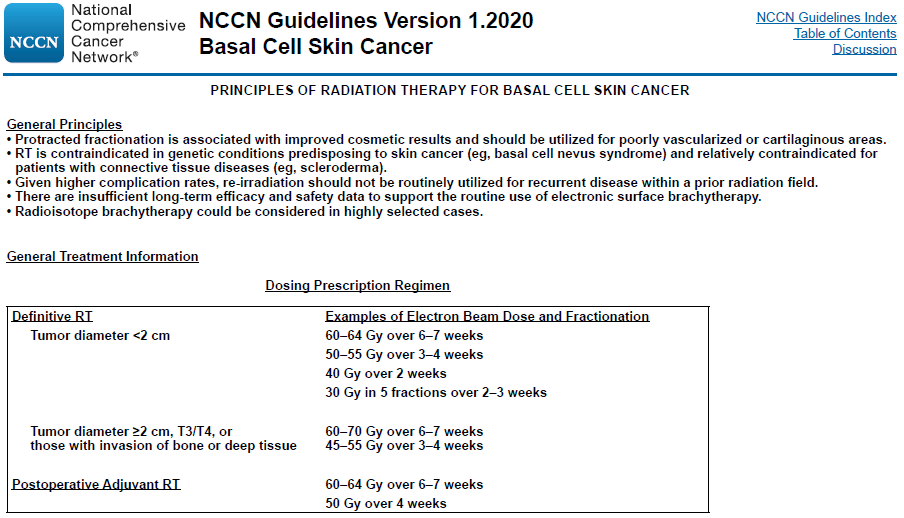 NCCN
National
Comprehensive
Cancer
Network®
NCCN Guidelines Version 1.2020
Basal Cell Skin Cancer
NCCN Guidelines Index
Table of Contents
Discussion
PRINCIPLES OF RADIATION THERAPY FOR BASAL CELL SKIN CANCER
General Principles
• Protracted fractionation is associated with improved cosmetic results and should be utilized for poorly vascularized or cartilaginous areas.
• RT is contraindicated in genetic conditions predisposing to skin cancer (eg, basal cell nevus syndrome) and relatively contraindicated for
patients with connective tissue diseases (eg, scleroderma).
• Given higher complication rates, re-irradiation should not be routinely utilized for recurrent disease within a prior radiation field.
• There are insufficient long-term efficacy and safety data to support the routine use of electronic surface brachytherapy.
• Radioisotope brachytherapy could be considered in highly selected cases.
General Treatment Information
Dosing Prescription Regimen
Definitive RT Examples of Electron Beam Dose and Fractionation
Tumor diameter <2 cm 60–64 Gy over 6–7 weeks
50–55 Gy over 3–4 weeks
40 Gy over 2 weeks
30 Gy in 5 fractions over 2–3 weeks
Tumor diameter ≥2 cm, T3/T4, or 60–70 Gy over 6–7 weeks
those with invasion of bone or deep tissue 45–55 Gy over 3–4 weeks
Postoperative Adjuvant RT 60–64 Gy over 6–7 weeks
50 Gy over 4 weeks